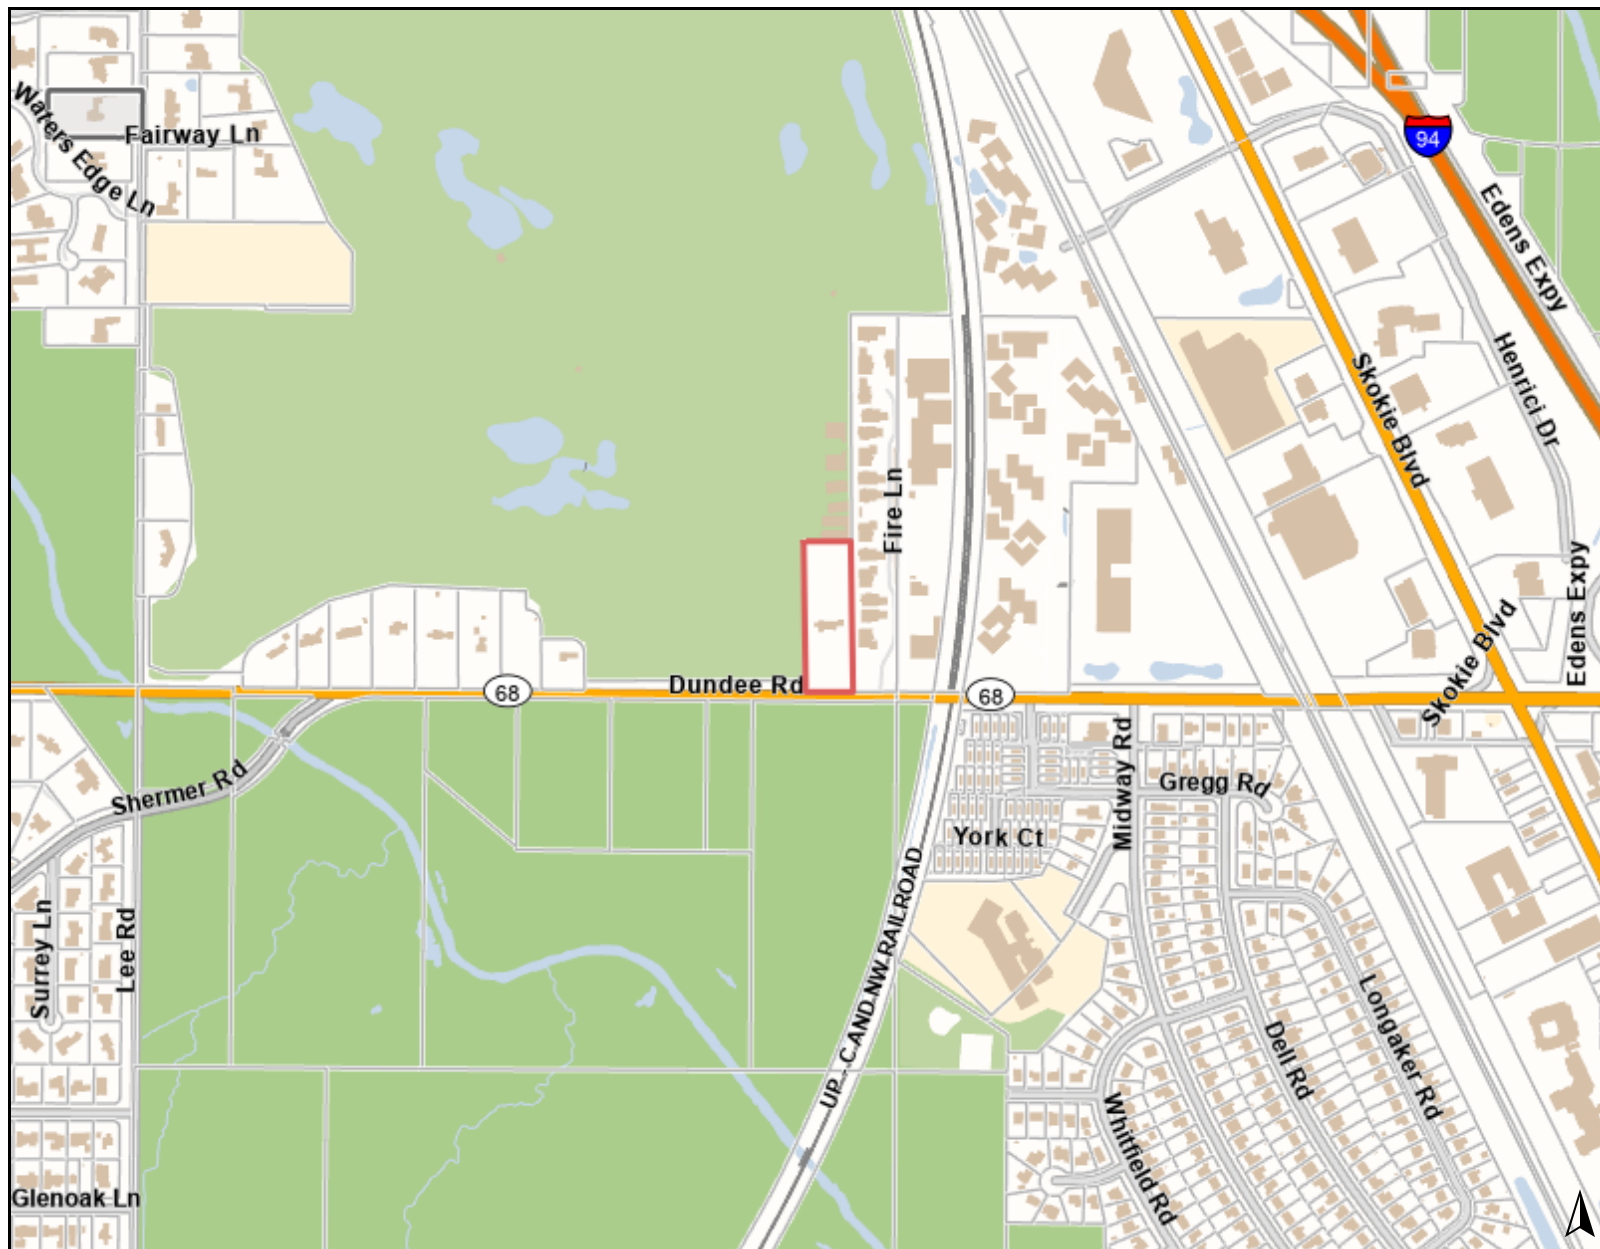 94
Waters Edge Ln
Fairway Ln
Edens Expy
Henrici Dr
Skokie Blvd
Fire Ln
Edens Expy
Skokie Blvd
Dundee Rd
68
68
Midway Rd
Gregg Rd
Shermer Rd
York Ct
Surrey Ln
Lee Rd
UP - C AND NW RAILROAD
Longaker Rd
Dell Rd
Whitfield Rd
Glenoak Ln